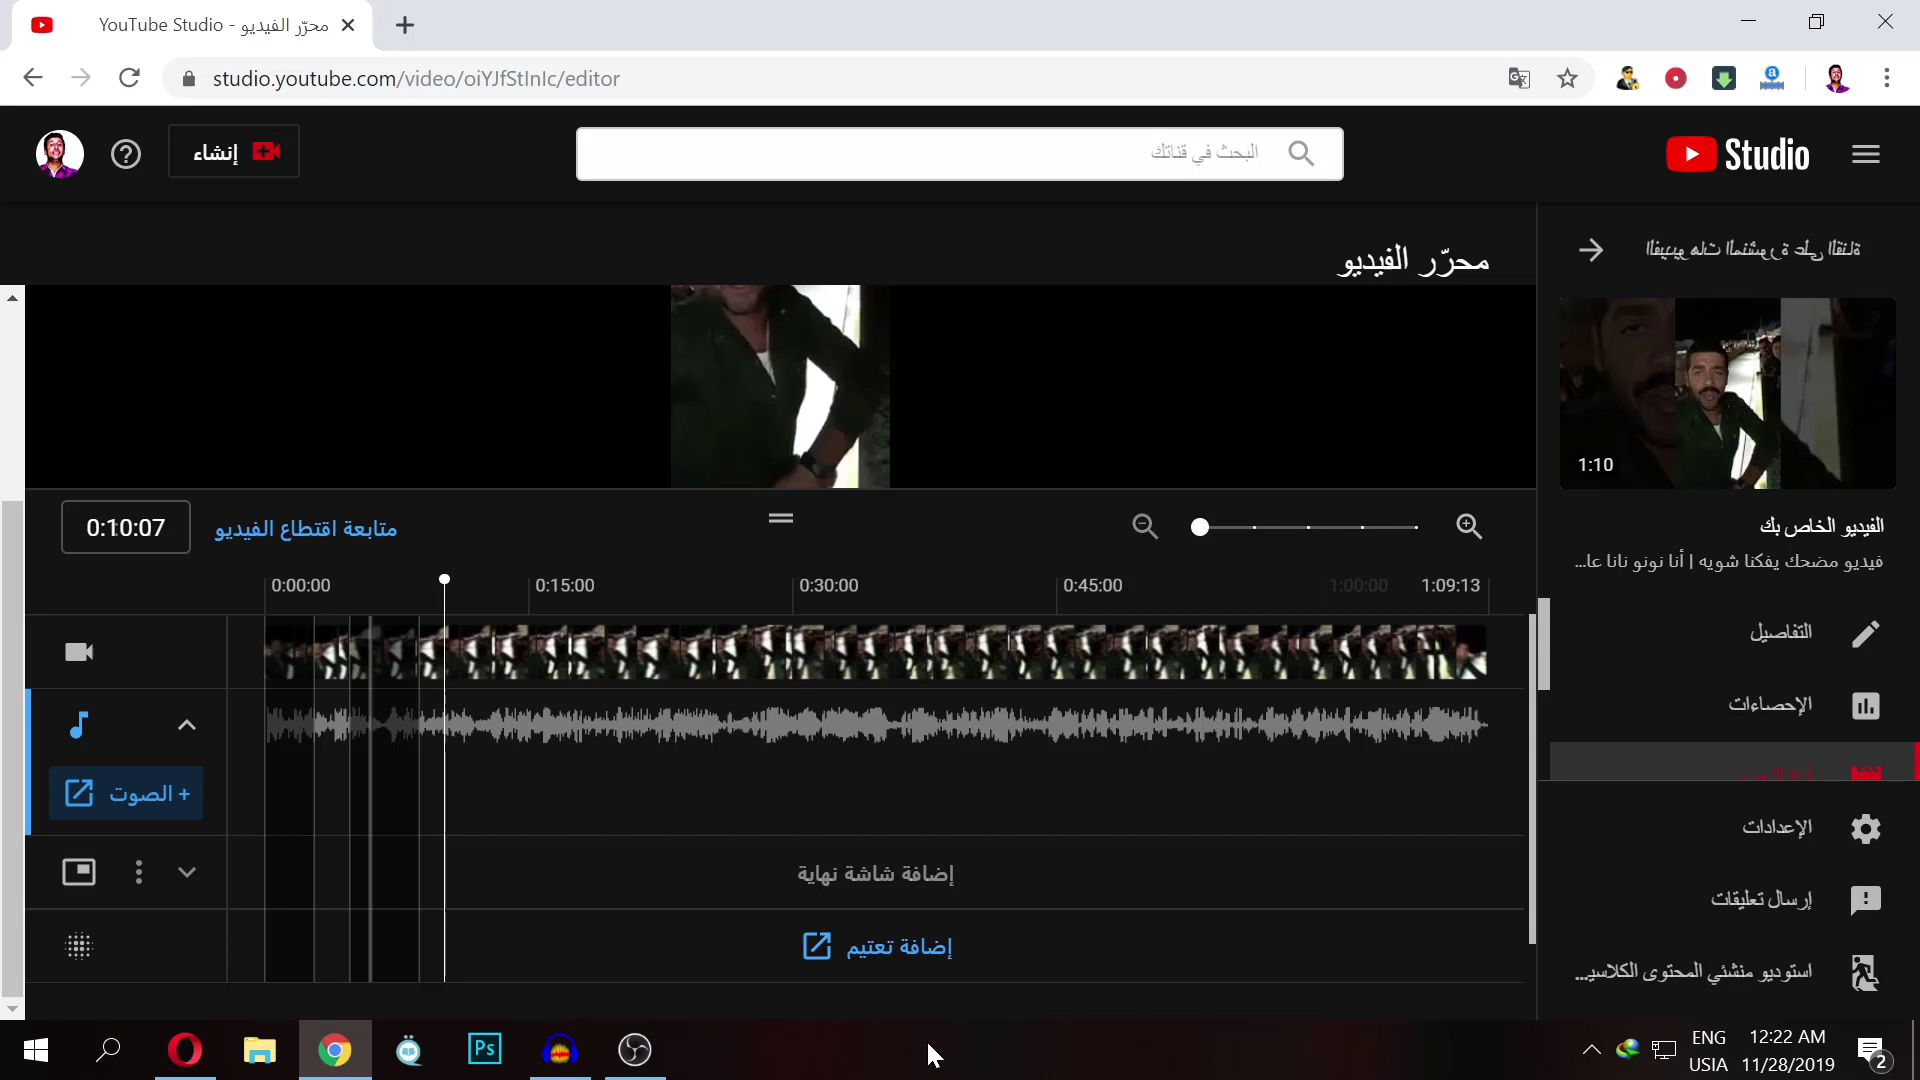 YouTube Studio - محرّر الفيديو
studio.youtube.com/video/oiYJfStlnIc/editor
إنشاء
البحث في قناتك
Studio
محرّر الفيديو
1:10
الفيديو الخاص بك
فيديو مضحك يفكنا شويه | أنا نونو نانا عا...
التفاصيل
الإحصاءات
الإعدادات
إرسال تعليقات
استوديو منشئي المحتوى الكلاسيـ...
0:10:07
متابعة اقتطاع الفيديو
0:00:00
0:15:00
0:30:00
0:45:00
1:00:00
1:09:13
+ الصوت
إضافة شاشة نهاية
إضافة تعتيم
Ps
ENG
USIA
12:22 AM
11/28/2019
2